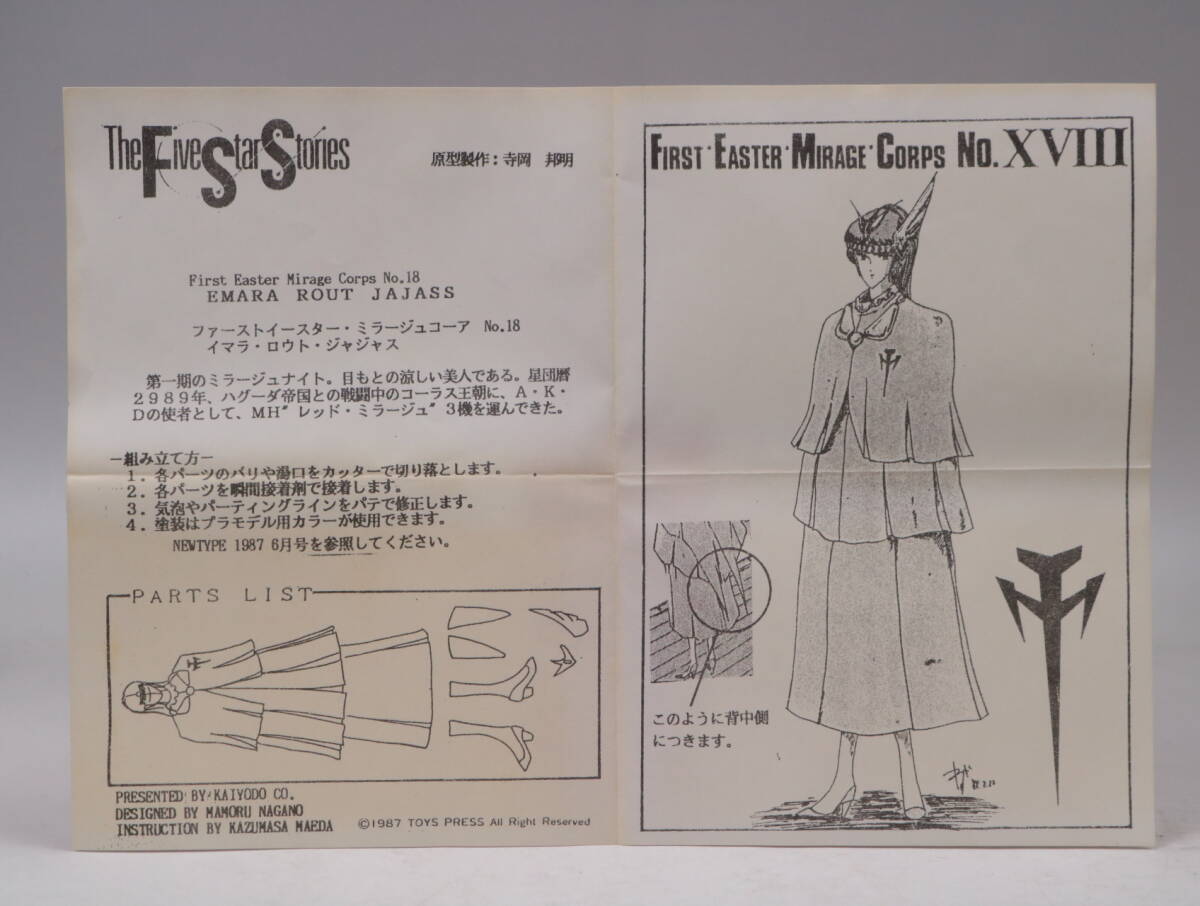 The Five Star Stories
原型製作：寺岡　邦明
First Easter Mirage Corps No.18
EMARA ROUT JAJASS
ファーストイースター・ミラージュコーア No.18
イマラ・ロウト・ジャジャス
第一期のミラージュナイト。目もとの涼しい美人である。星団暦
２９８９年、ハグーダ帝国との戦闘中のコーラス王朝に、Ａ・Ｋ・
Ｄの使者として、ＭＨ”レッド・ミラージュ”３機を運んできた。
－組み立て方－
１．各パーツのバリや湯口をカッターで切り落とします。
２．各パーツを瞬間接着剤で接着します。
３．気泡やパーティングラインをパテで修正します。
４．塗装はプラモデル用カラーが使用できます。
NEWTYPE 1987 6月号を参照してください。
PARTS LIST
PRESENTED BY KAIYODO CO.
DESIGNED BY MAMORU NAGANO
INSTRUCTION BY KAZUMASA MAEDA
©1987 TOYS PRESS All Right Reserved
FIRST・EASTER・MIRAGE・CORPS NO.XVIII
このように背中側
につきます。